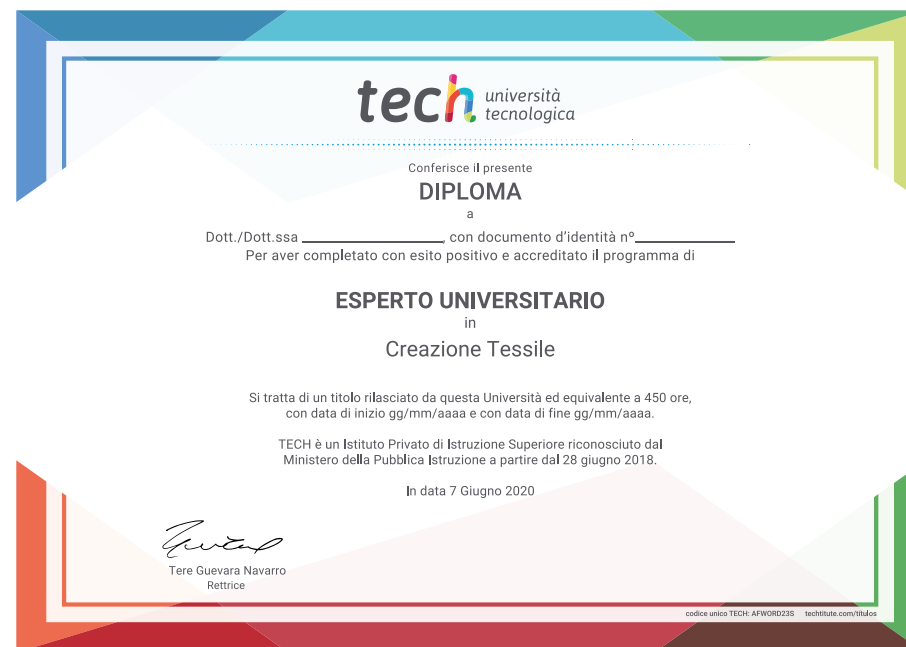 tech università
tecnologica
Conferisce il presente
DIPLOMA
a
Dott./Dott.ssa ____________________, con documento d'identità nº______________
Per aver completato con esito positivo e accreditato il programma di
ESPERTO UNIVERSITARIO
in
Creazione Tessile
Si tratta di un titolo rilasciato da questa Università ed equivalente a 450 ore,
con data di inizio gg/mm/aaaa e con data di fine gg/mm/aaaa.
TECH è un Istituto Privato di Istruzione Superiore riconosciuto dal
Ministero della Pubblica Istruzione a partire dal 28 giugno 2018.
In data 7 Giugno 2020
Tere Guevara Navarro
Rettrice
codice unico TECH: AFWORD23S techtitute.com/titulos